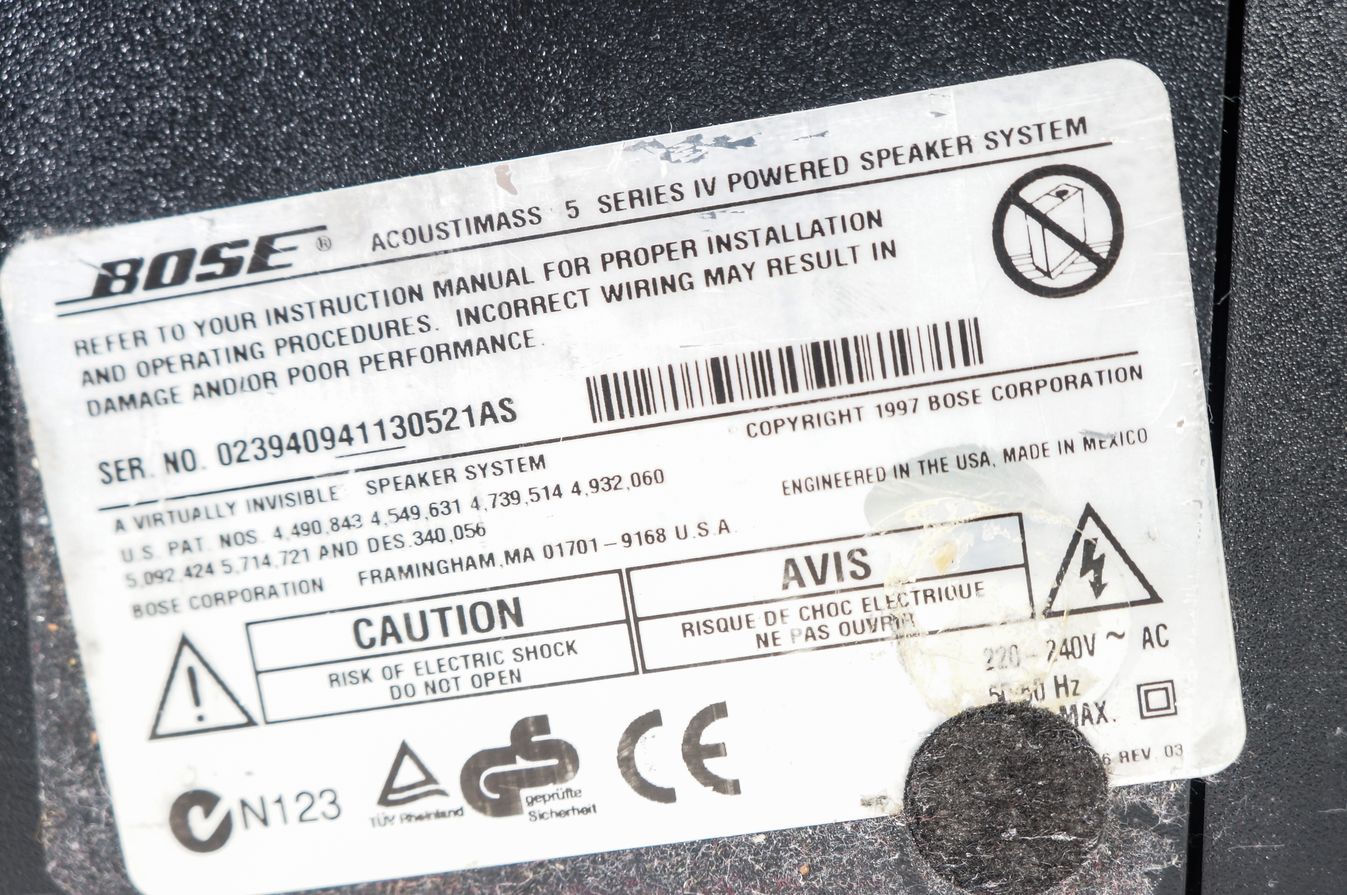 BOSE® ACOUSTIMASS 5 SERIES IV POWERED SPEAKER SYSTEM
REFER TO YOUR INSTRUCTION MANUAL FOR PROPER INSTALLATION
AND OPERATING PROCEDURES. INCORRECT WIRING MAY RESULT IN
DAMAGE AND/OR POOR PERFORMANCE.
SER. NO. 023940941130521AS
COPYRIGHT 1997 BOSE CORPORATION
A VIRTUALLY INVISIBLE SPEAKER SYSTEM
ENGINEERED IN THE USA, MADE IN MEXICO
U.S. PAT. NOS. 4,490,843 4,549,631 4,739,514 4,932,060
5,092,424 5,714,721 AND DES.340,056
BOSE CORPORATION FRAMINGHAM,MA 01701-9168 U.S.A.
CAUTION
RISK OF ELECTRIC SHOCK
DO NOT OPEN
AVIS
RISQUE DE CHOC ELECTRIQUE
NE PAS OUVRIR
220-240V ~ AC
Hz
MAX.
REV. 03
N123
TÜV Rheinland
geprüfte
Sicherheit
CE